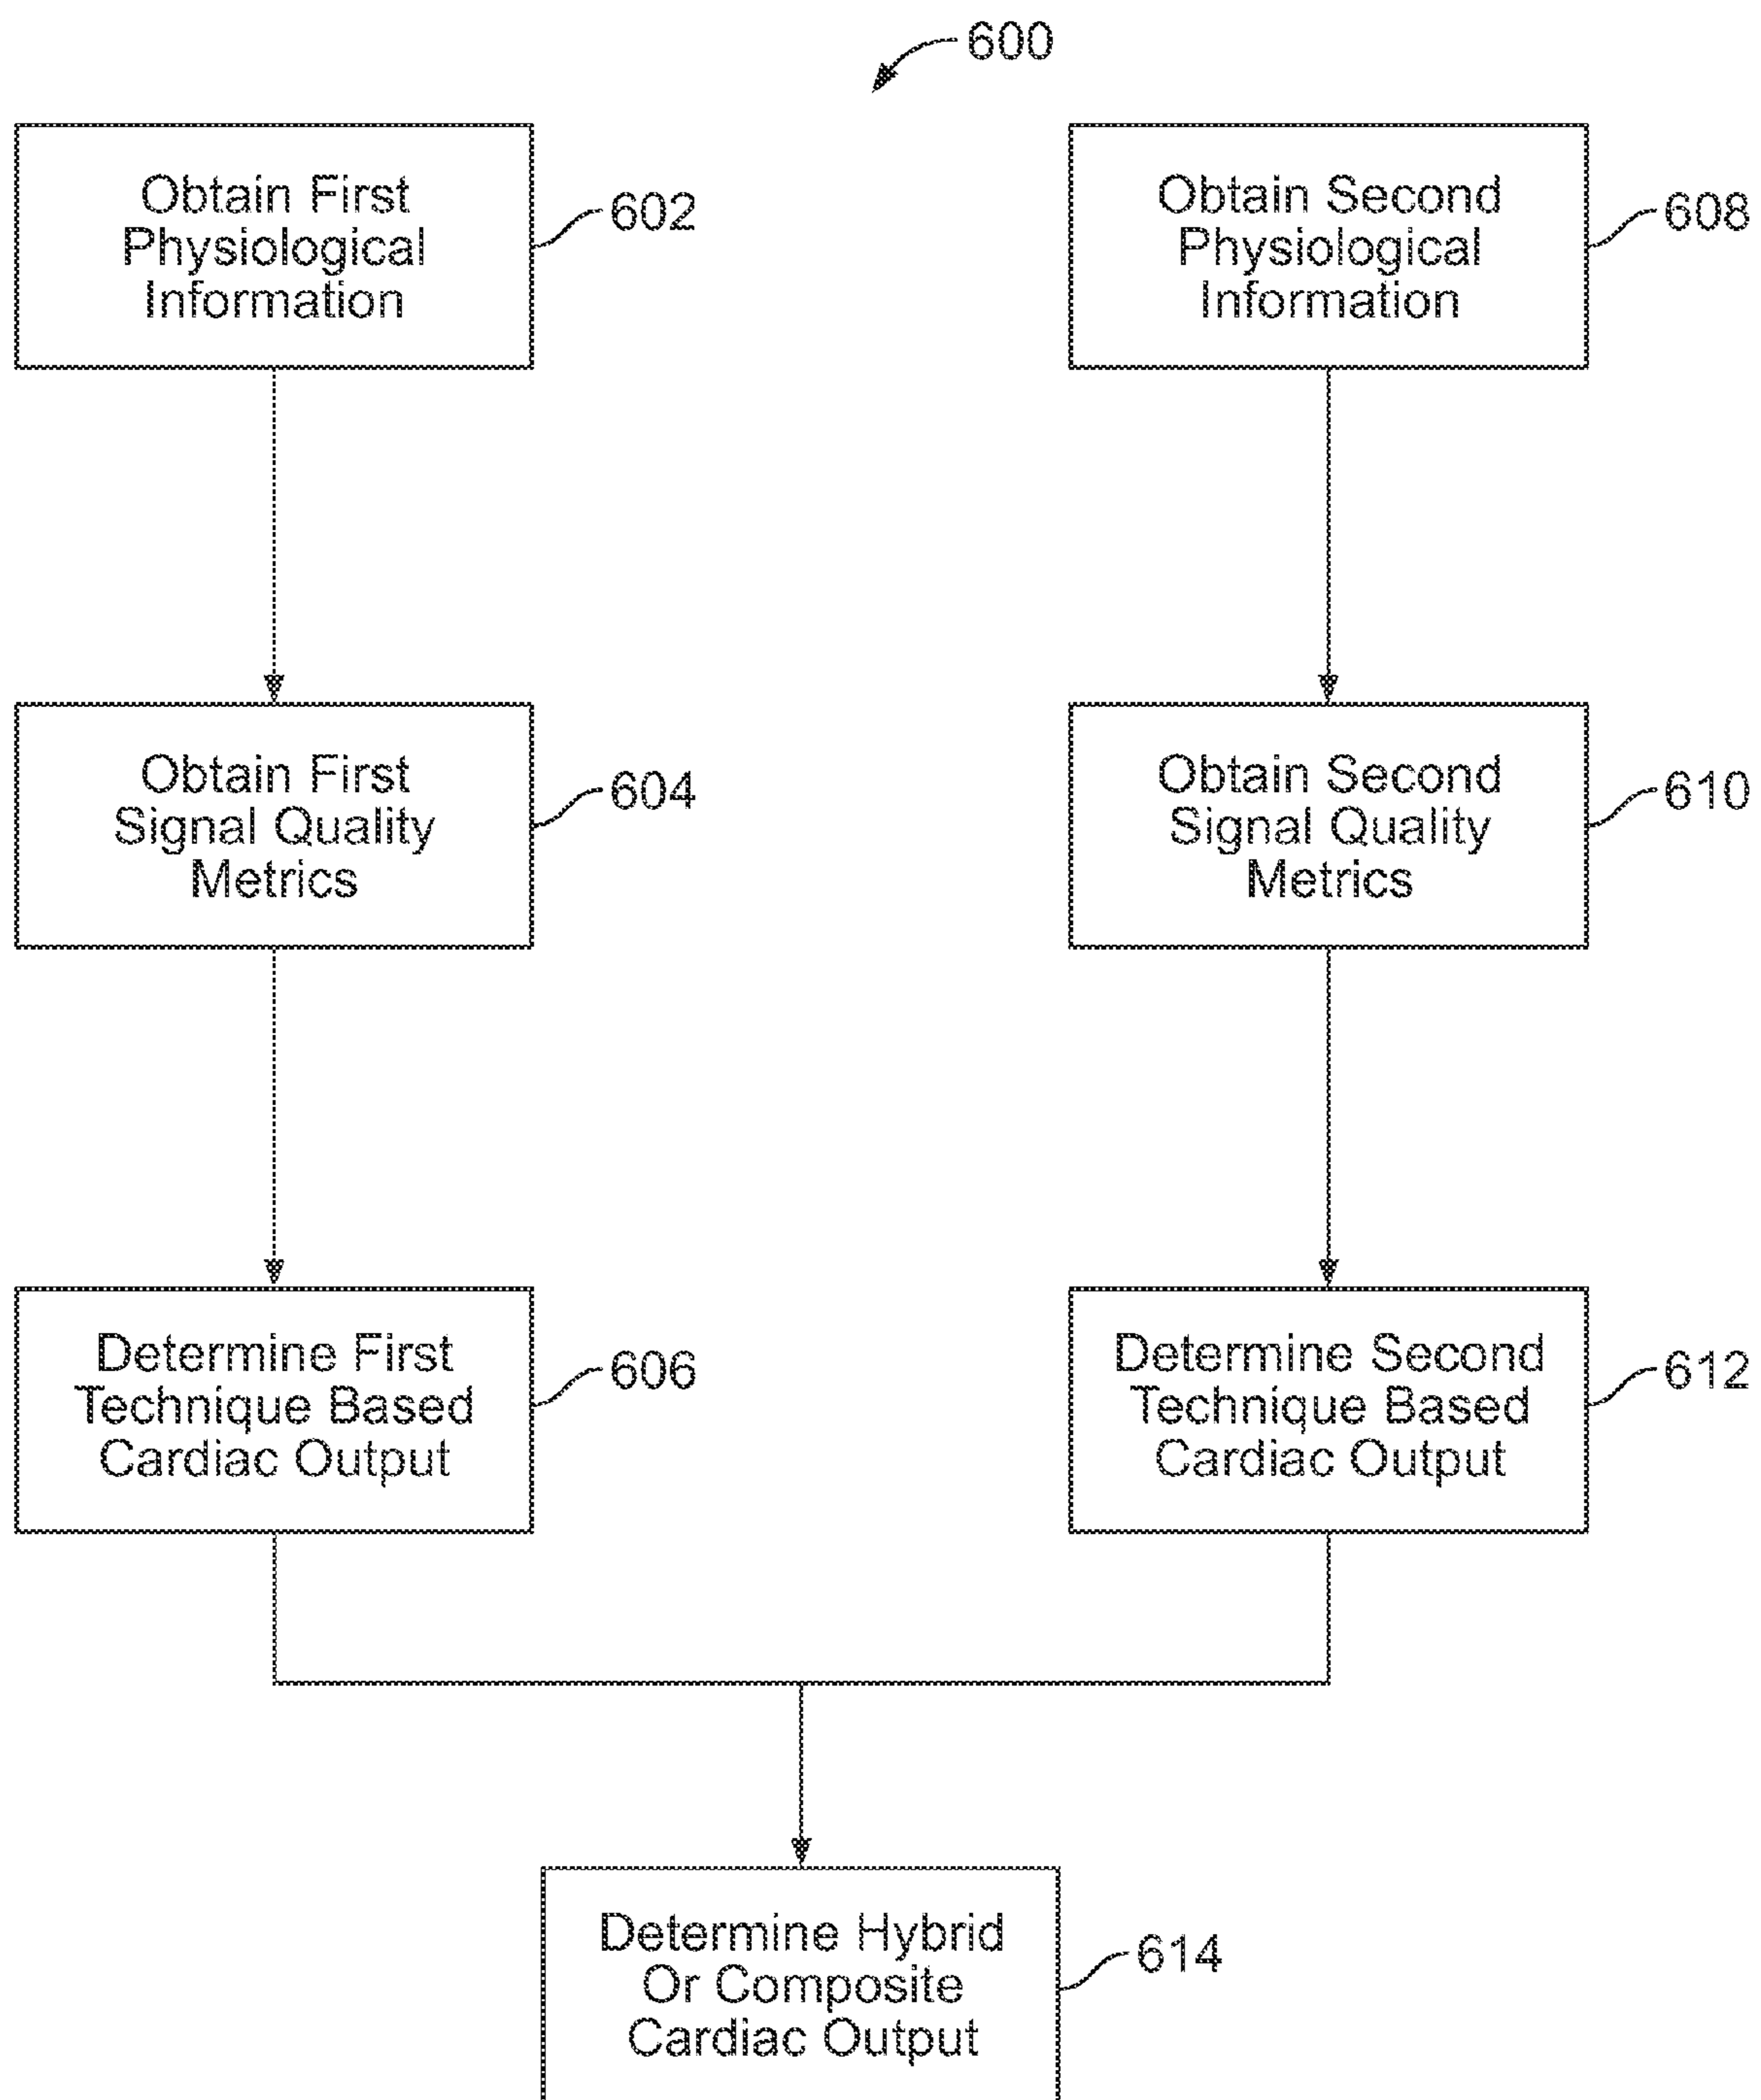 600
Obtain First
Physiological
Information
602
Obtain Second
Physiological
Information
608
Obtain First
Signal Quality
Metrics
604
Obtain Second
Signal Quality
Metrics
610
Determine First
Technique Based
Cardiac Output
606
Determine Second
Technique Based
Cardiac Output
612
Determine Hybrid
Or Composite
Cardiac Output
614